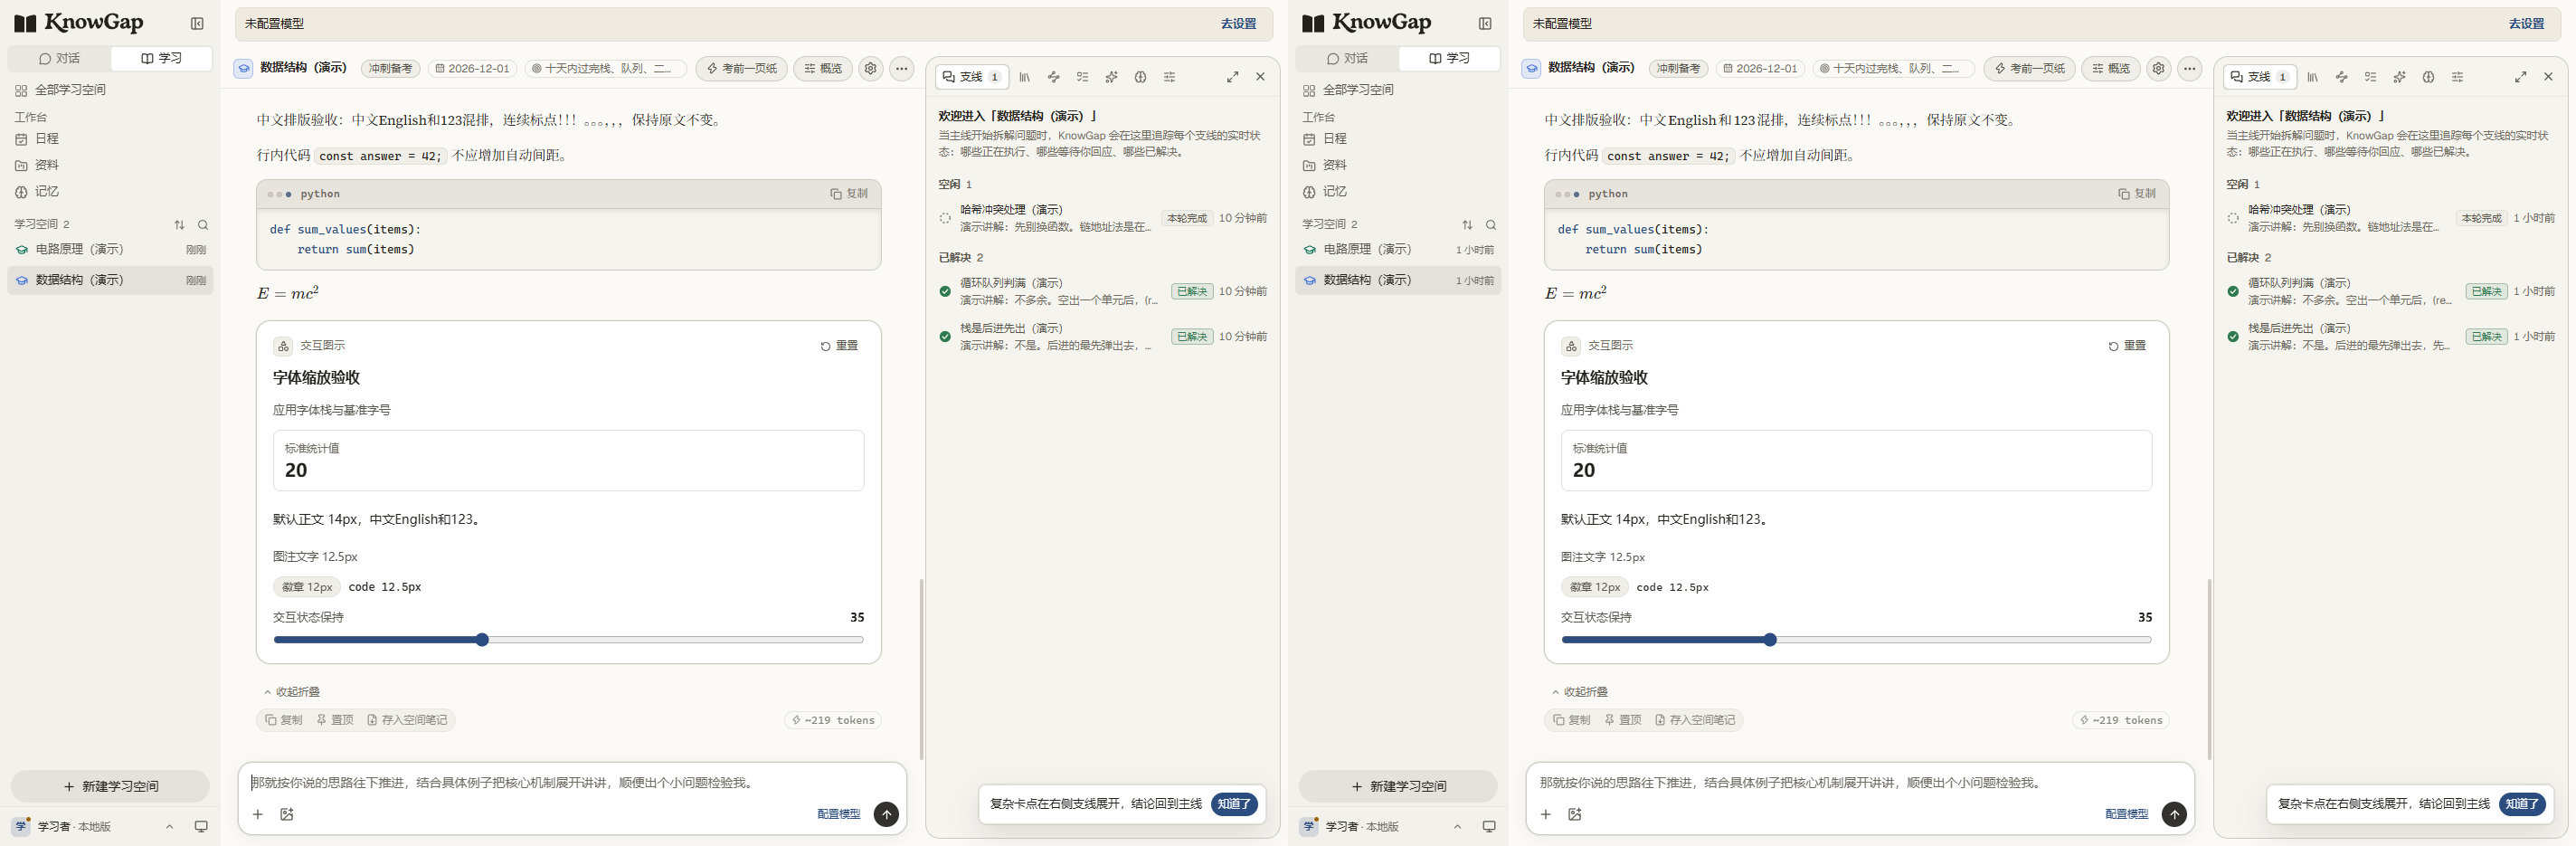 KnowGap
对话
学习
全部学习空间
工作台
日程
资料
记忆
学习空间 2
电路原理（演示） 刚刚
数据结构（演示） 刚刚
新建学习空间
学 学习者 · 本地版
未配置模型 去设置
数据结构（演示） 冲刺备考 2026-12-01 十天内过完栈、队列、二... 考前一页纸 概览
中文排版验收：中文English和123混排，连续标点！！！。。。，，，保持原文不变。
行内代码 const answer = 42; 不应增加自动间距。
python 复制
def sum_values(items):
return sum(items)
E = mc²
交互图示 重置
字体缩放验收
应用字体栈与基准字号
标准统计值
20
默认正文 14px，中文English和123。
图注文字 12.5px
徽章 12px code 12.5px
交互状态保持 35
收起折叠
复制 置顶 存入空间笔记 ~219 tokens
那就按你说的思路往下推进，结合具体例子把核心机制展开讲讲，顺便出个小问题检验我。
配置模型
支线 1
欢迎进入「数据结构（演示）」
当主线开始拆解问题时，KnowGap 会在这里追踪每个支线的实时状
态：哪些正在执行、哪些等待你回应、哪些已解决。
空闲 1
哈希冲突处理（演示）
演示讲解：先别换函数。链地址法是在... 本轮完成 10 分钟前
已解决 2
循环队列判满（演示）
演示讲解：不多余。空出一个单元后，(r... 已解决 10 分钟前
栈是后进先出（演示）
演示讲解：不是。后进的最先弹出去，... 已解决 10 分钟前
复杂卡点在右侧支线展开，结论回到主线 知道了
KnowGap
对话
学习
全部学习空间
工作台
日程
资料
记忆
学习空间 2
电路原理（演示） 1 小时前
数据结构（演示） 1 小时前
新建学习空间
学 学习者 · 本地版
未配置模型 去设置
数据结构（演示） 冲刺备考 2026-12-01 十天内过完栈、队列、二... 考前一页纸 概览
中文排版验收：中文English和123混排，连续标点！！！。。。，，，保持原文不变。
行内代码 const answer = 42; 不应增加自动间距。
python 复制
def sum_values(items):
return sum(items)
E = mc²
交互图示 重置
字体缩放验收
应用字体栈与基准字号
标准统计值
20
默认正文 14px，中文English和123。
图注文字 12.5px
徽章 12px code 12.5px
交互状态保持 35
收起折叠
复制 置顶 存入空间笔记 ~219 tokens
那就按你说的思路往下推进，结合具体例子把核心机制展开讲讲，顺便出个小问题检验我。
配置模型
支线 1
欢迎进入「数据结构（演示）」
当主线开始拆解问题时，KnowGap 会在这里追踪每个支线的实时状
态：哪些正在执行、哪些等待你回应、哪些已解决。
空闲 1
哈希冲突处理（演示）
演示讲解：先别换函数。链地址法是在... 本轮完成 1 小时前
已解决 2
循环队列判满（演示）
演示讲解：不多余。空出一个单元后，(re... 已解决 1 小时前
栈是后进先出（演示）
演示讲解：不是。后进的最先弹出去，先... 已解决 1 小时前
复杂卡点在右侧支线展开，结论回到主线 知道了